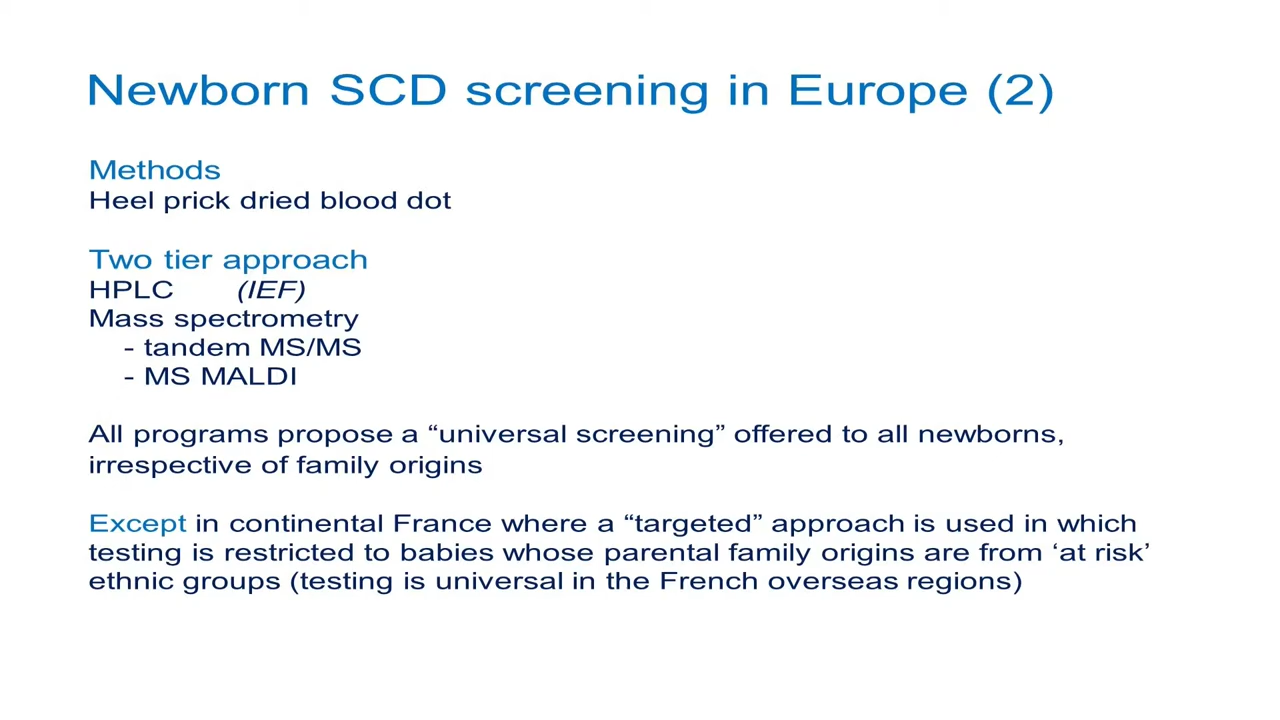 Newborn SCD screening in Europe (2)
Methods
Heel prick dried blood dot
Two tier approach
HPLC (IEF)
Mass spectrometry
- tandem MS/MS
- MS MALDI
All programs propose a “universal screening” offered to all newborns,
irrespective of family origins
Except in continental France where a “targeted” approach is used in which
testing is restricted to babies whose parental family origins are from ‘at risk’
ethnic groups (testing is universal in the French overseas regions)